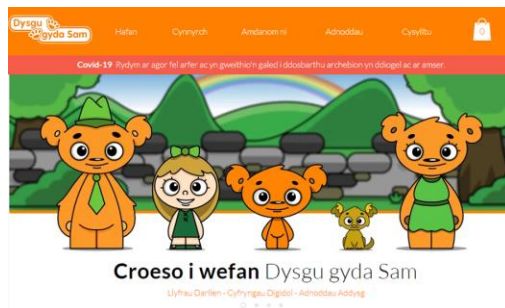 Dysgu
gyda Sam
Hafan Cynnyrch Amdanom ni Adnoddau Cysylltu 0
Covid-19 Rydym ar agor fel arfer ac yn gweithio'n galed i ddosbarthu archebion yn ddiogel ac ar amser.
Croeso i wefan Dysgu gyda Sam
Llyfrau Darllen - Cyfryngau Digidol - Adnoddau Addysg